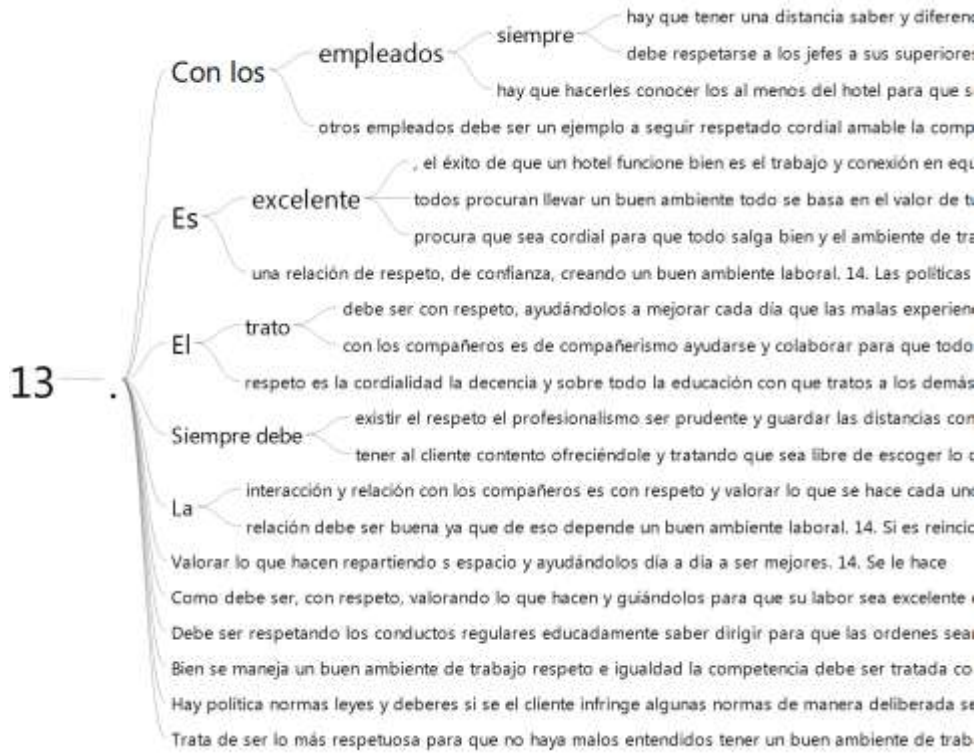 hay que tener una distancia saber y diferenc
siempre
empleados
debe respetarse a los jefes a sus superiores
Con los
hay que hacerles conocer los al menos del hotel para que s
otros empleados debe ser un ejemplo a seguir respetado cordial amable la comp
, el éxito de que un hotel funcione bien es el trabajo y conexión en equ
excelente
todos procuran llevar un buen ambiente todo se basa en el valor de tu
Es
procura que sea cordial para que todo salga bien y el ambiente de tra
una relación de respeto, de confianza, creando un buen ambiente laboral. 14. Las políticas
debe ser con respeto, ayudándolos a mejorar cada día que las malas experienc
trato
El
con los compañeros es de compañerismo ayudarse y colaborar para que todo
13 .
respeto es la cordialidad la decencia y sobre todo la educación con que tratos a los demás
existir el respeto el profesionalismo ser prudente y guardar las distancias con
Siempre debe
tener al cliente contento ofreciéndole y tratando que sea libre de escoger lo q
interacción y relación con los compañeros es con respeto y valorar lo que se hace cada uno
La
relación debe ser buena ya que de eso depende un buen ambiente laboral. 14. Si es reincid
Valorar lo que hacen repartiendo s espacio y ayudándolos día a día a ser mejores. 14. Se le hace
Como debe ser, con respeto, valorando lo que hacen y guiándolos para que su labor sea excelente
Debe ser respetando los conductos regulares educadamente saber dirigir para que las ordenes sean
Bien se maneja un buen ambiente de trabajo respeto e igualdad la competencia debe ser tratada co
Hay política normas leyes y deberes si se el cliente infringe algunas normas de manera deliberada se
Trata de ser lo más respetuosa para que no haya malos entendidos tener un buen ambiente de trab